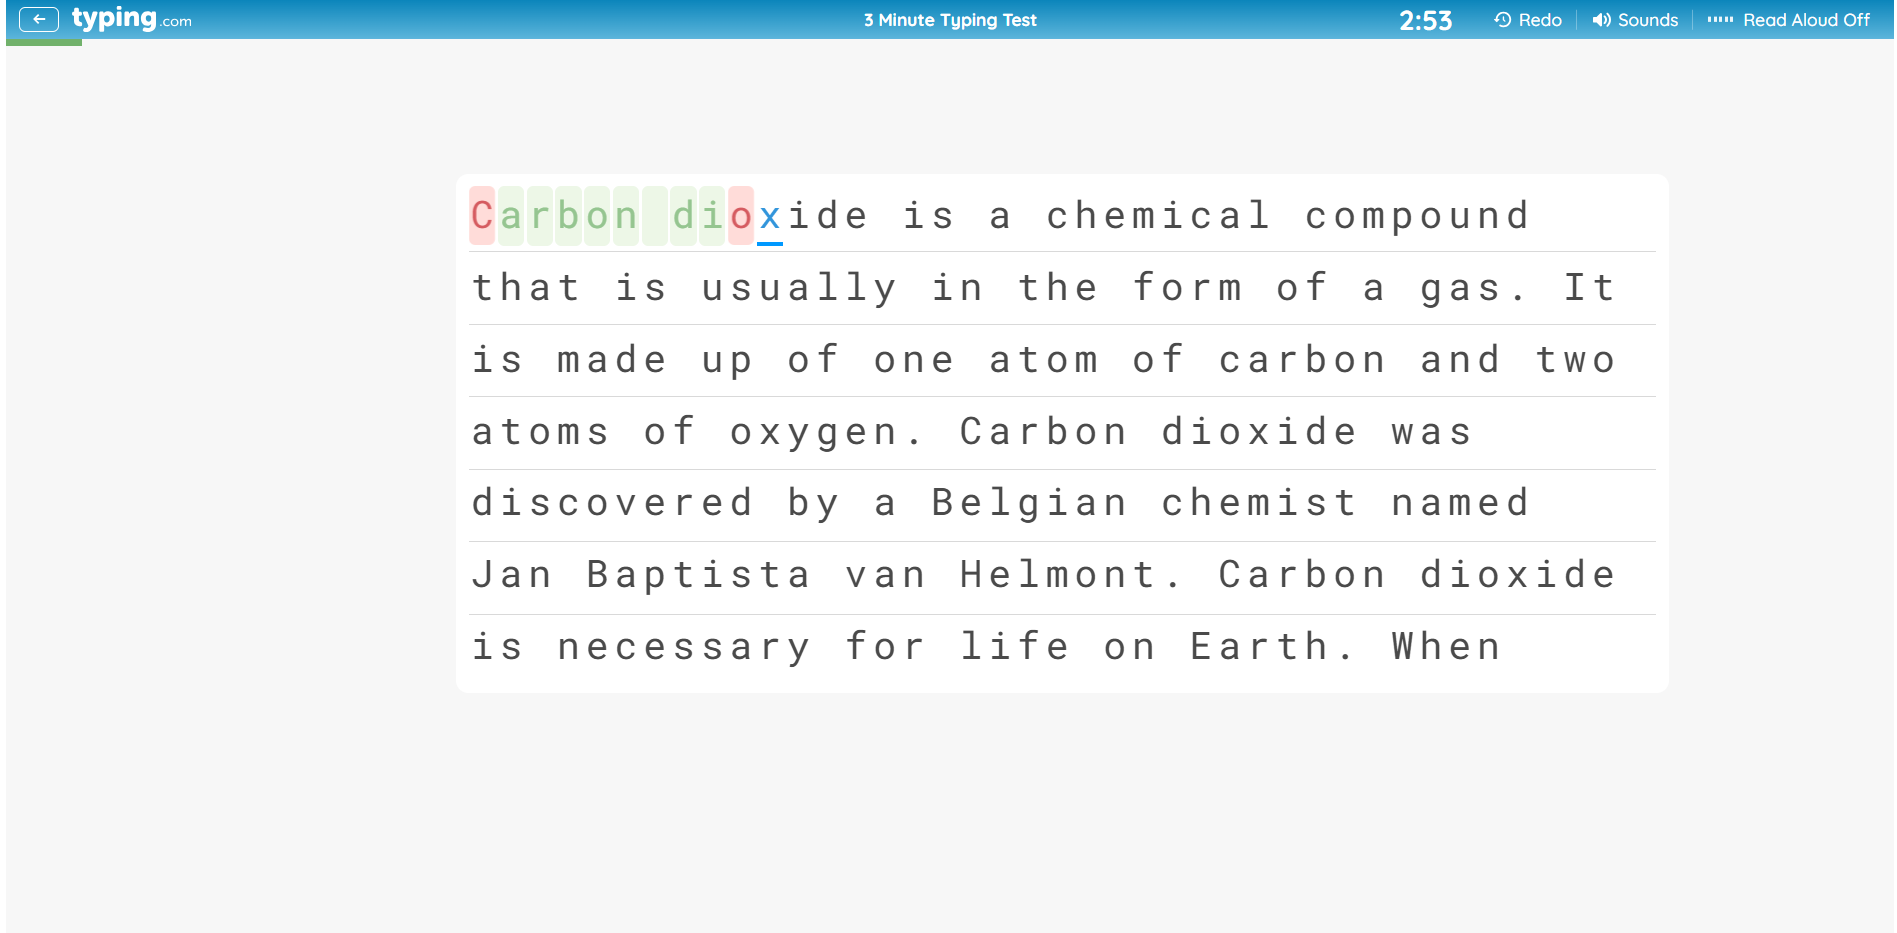 typing.com
3 Minute Typing Test
2:53
Redo
Sounds
Read Aloud Off
Carbon dioxide is a chemical compound
that is usually in the form of a gas. It
is made up of one atom of carbon and two
atoms of oxygen. Carbon dioxide was
discovered by a Belgian chemist named
Jan Baptista van Helmont. Carbon dioxide
is necessary for life on Earth. When